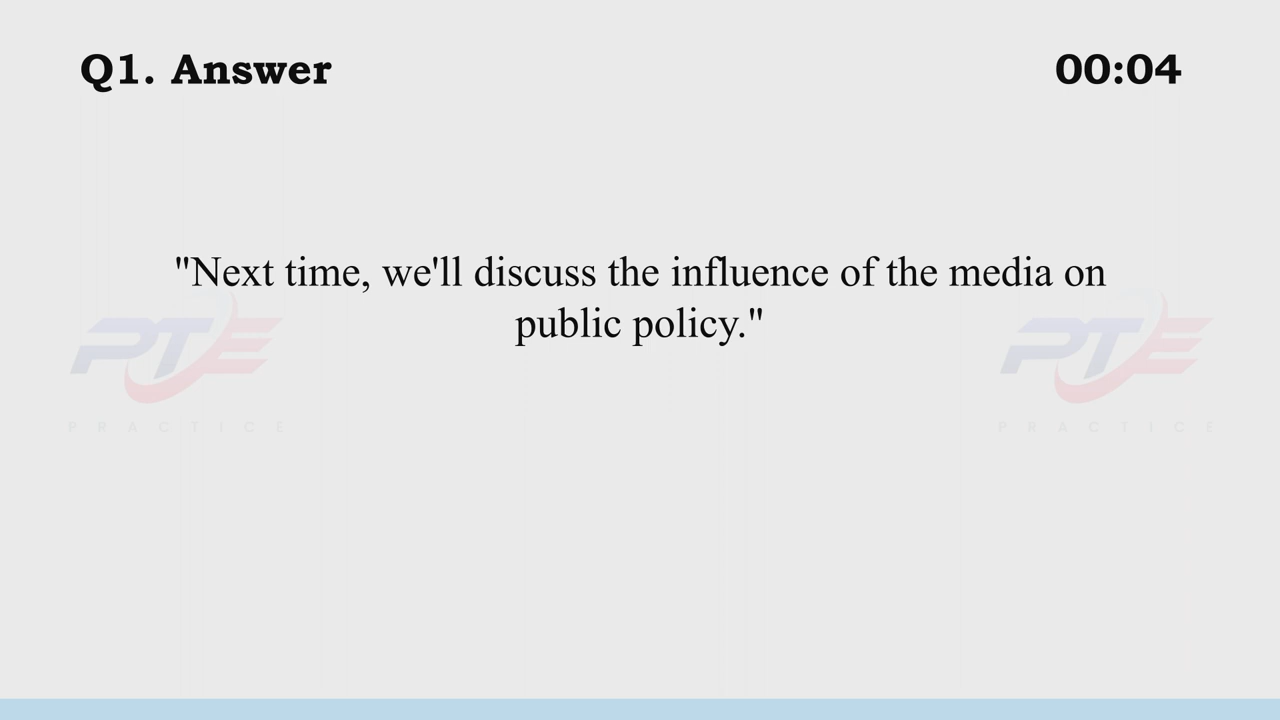 Q1. Answer
00:04
"Next time, we'll discuss the influence of the media on
public policy."
PTE
PRACTICE
PTE
PRACTICE